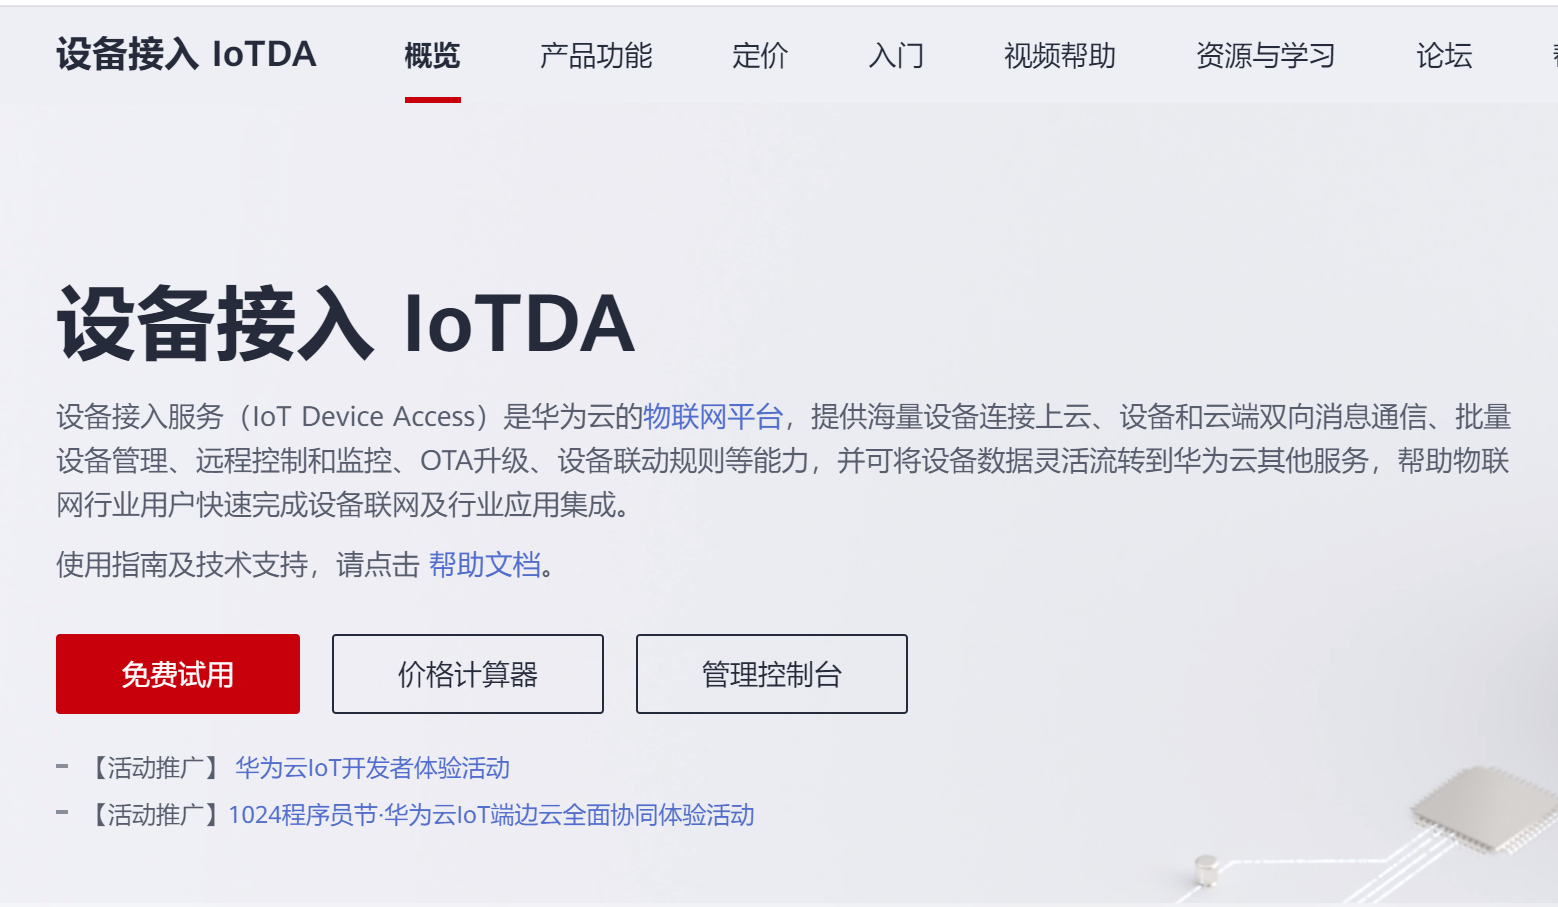 设备接入 IoTDA 概览 产品功能 定价 入门 视频帮助 资源与学习 论坛
设备接入 IoTDA
设备接入服务（IoT Device Access）是华为云的物联网平台，提供海量设备连接上云、设备和云端双向消息通信、批量
设备管理、远程控制和监控、OTA升级、设备联动规则等能力，并可将设备数据灵活流转到华为云其他服务，帮助物联
网行业用户快速完成设备联网及行业应用集成。
使用指南及技术支持，请点击 帮助文档。
免费试用 价格计算器 管理控制台
【活动推广】 华为云IoT开发者体验活动
【活动推广】1024程序员节·华为云IoT端边云全面协同体验活动